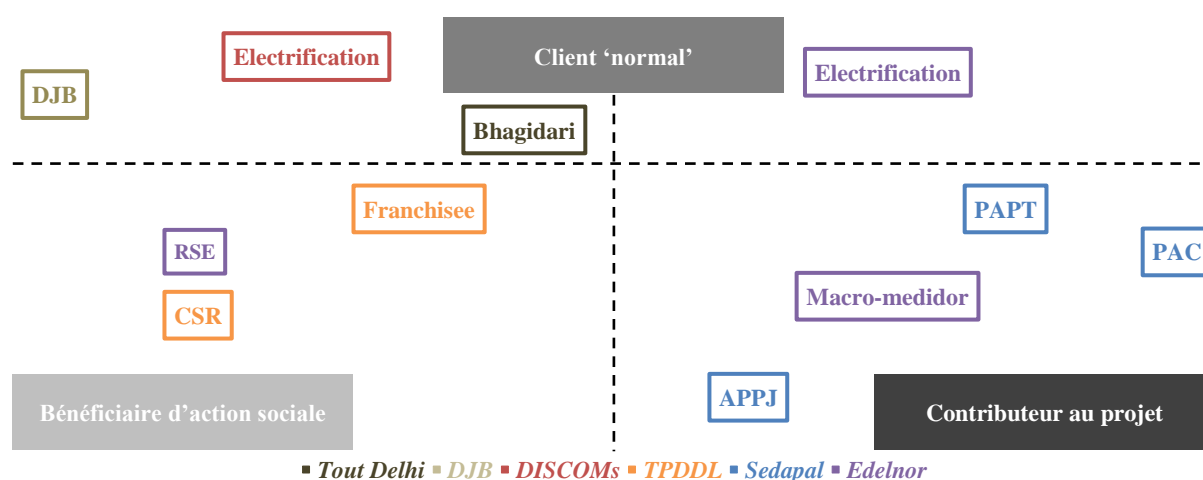 Electrification
Client ‘normal’
Electrification
DJB
Bhagidari
Franchisee
PAPT
RSE
PAC
Macro-medidor
CSR
APPJ
Bénéficiaire d’action sociale
Contributeur au projet
Tout Delhi DJB DISCOMs TPDDL Sedapal Edelnor